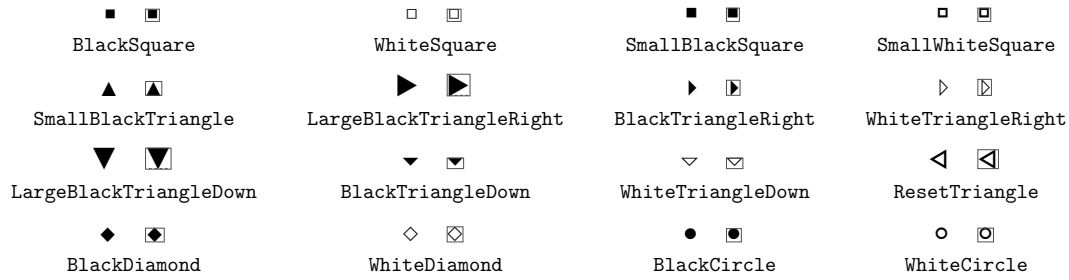 BlackSquare WhiteSquare SmallBlackSquare SmallWhiteSquare
SmallBlackTriangle LargeBlackTriangleRight BlackTriangleRight WhiteTriangleRight
LargeBlackTriangleDown BlackTriangleDown WhiteTriangleDown ResetTriangle
BlackDiamond WhiteDiamond BlackCircle WhiteCircle